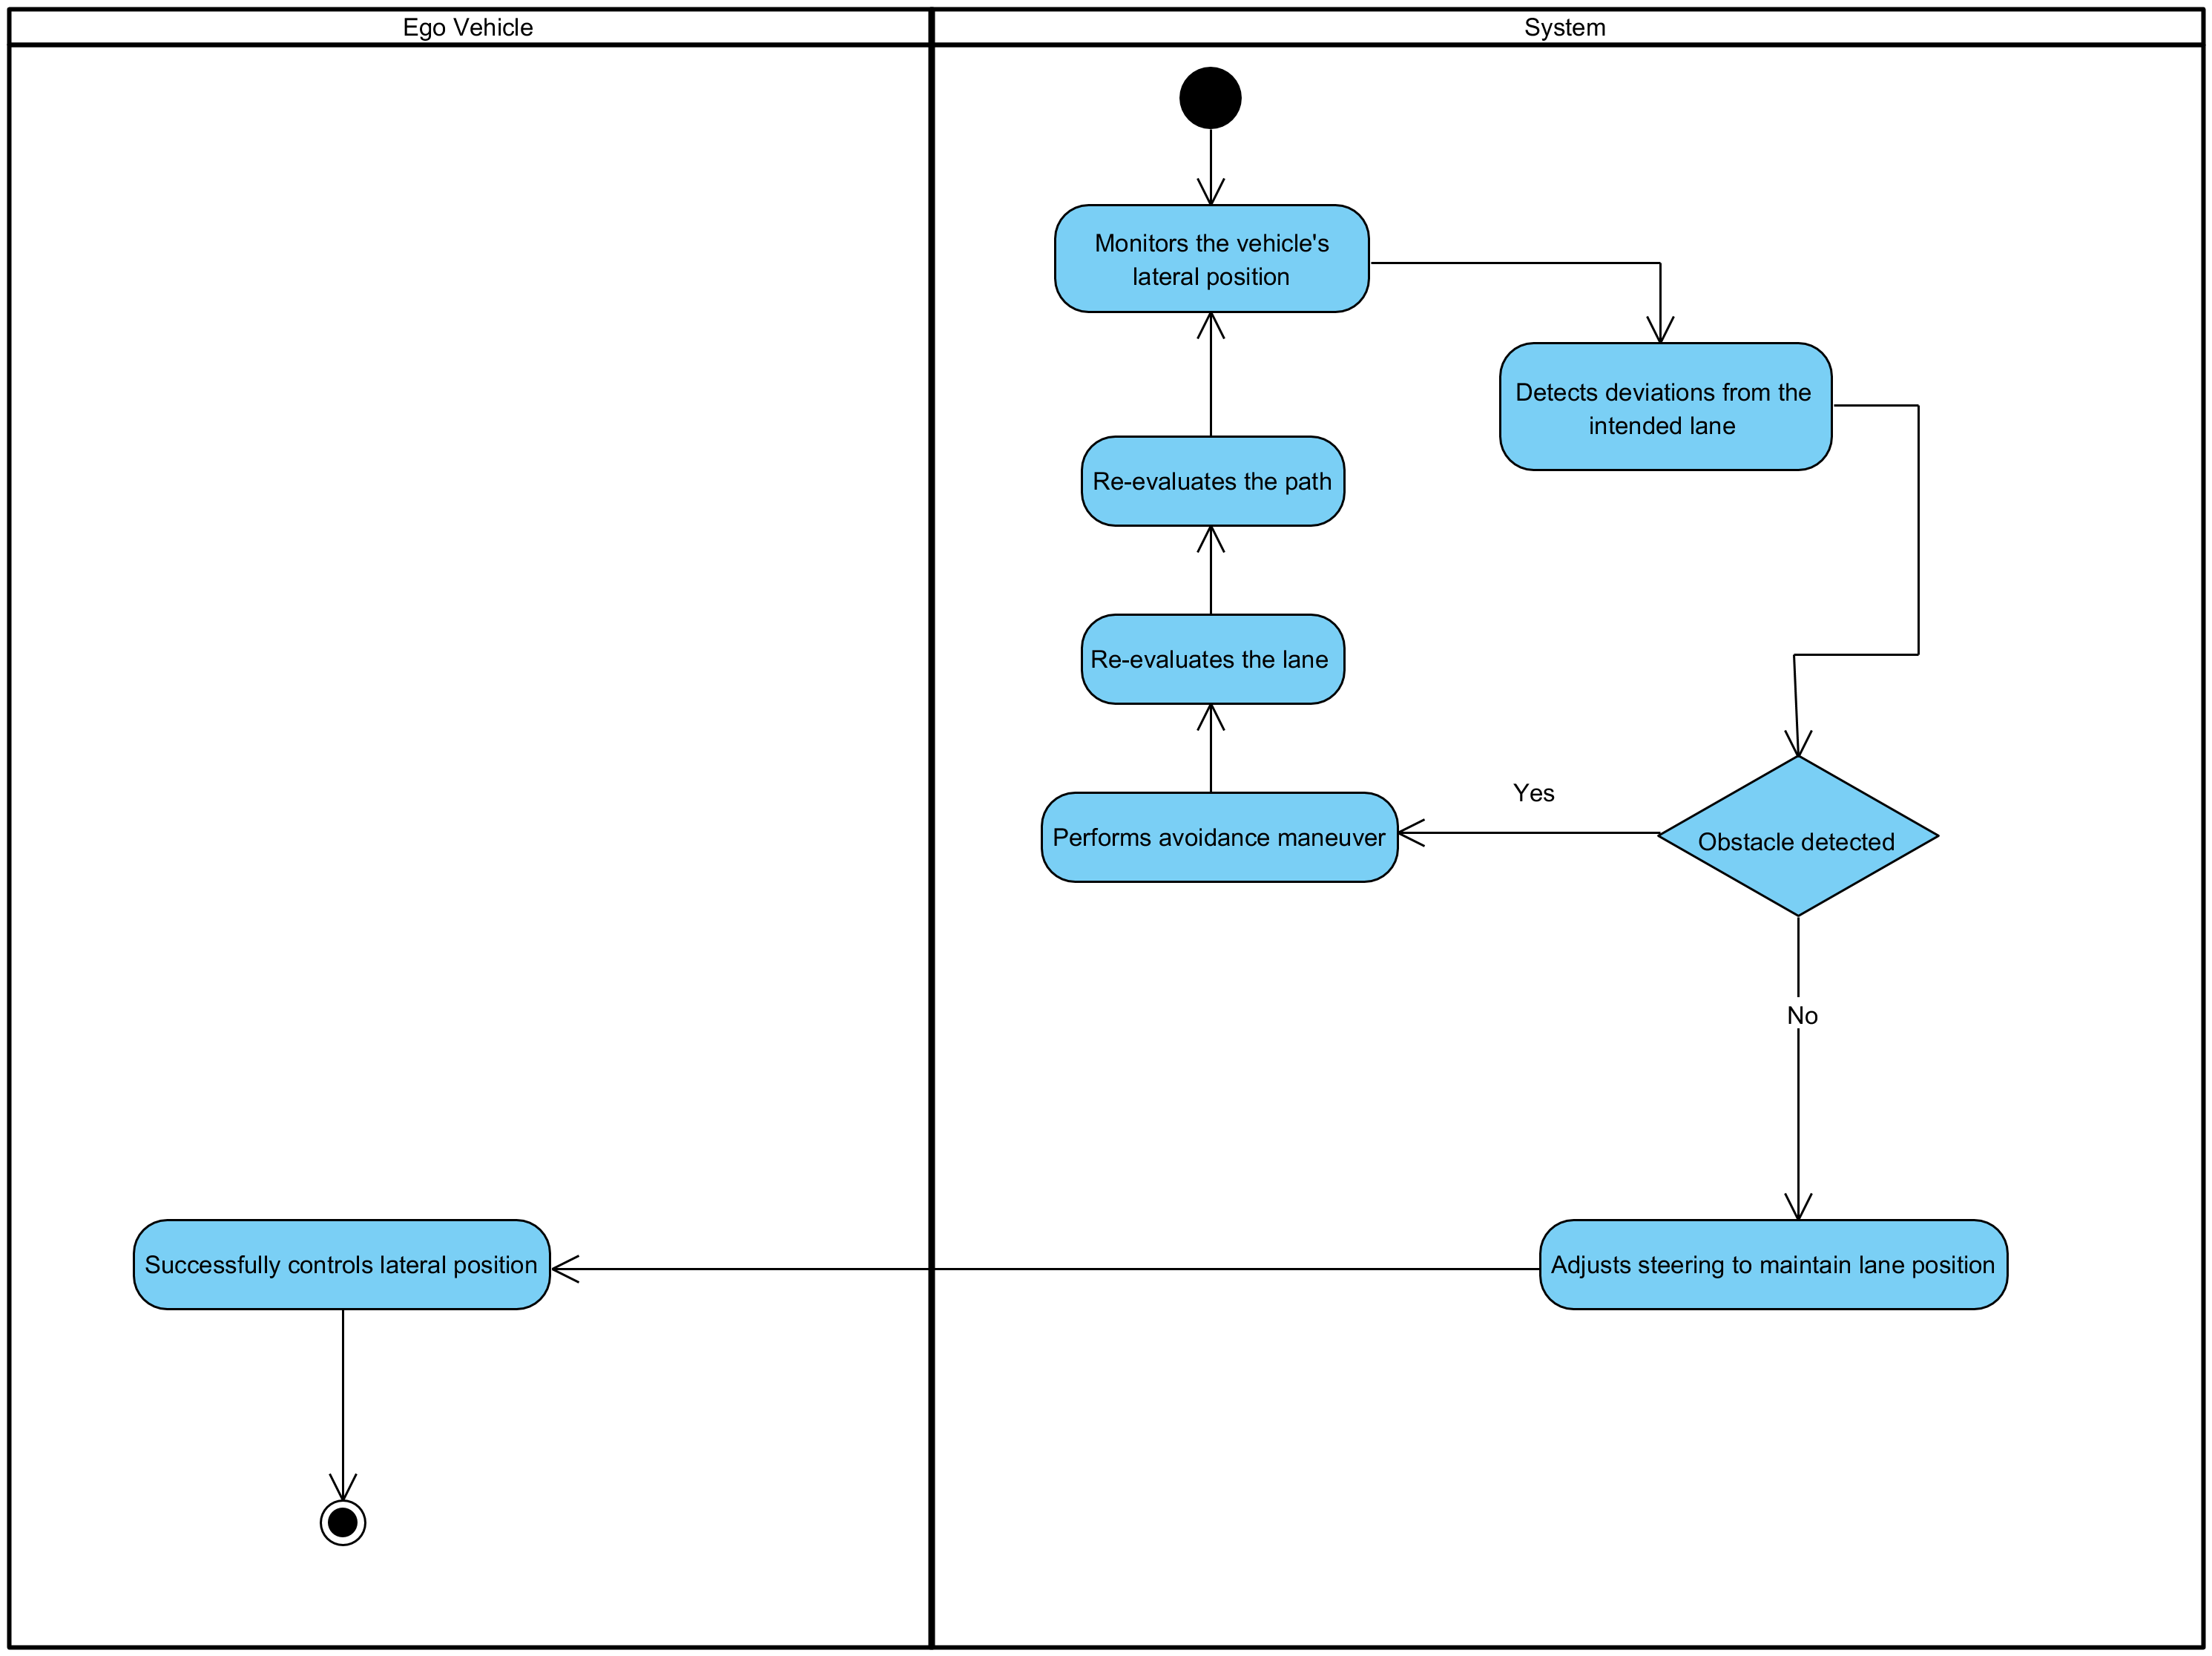 Ego Vehicle
System
Monitors the vehicle's
lateral position
Detects deviations from the
intended lane
Re-evaluates the path
Re-evaluates the lane
Yes
Performs avoidance maneuver
Obstacle detected
No
Successfully controls lateral position
Adjusts steering to maintain lane position